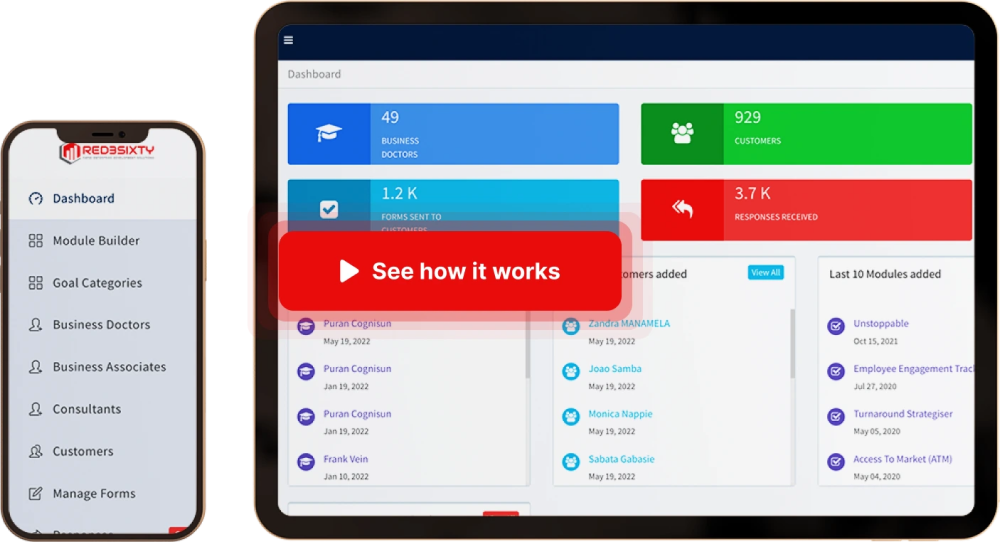 RED3SIXTY
Dashboard
Module Builder
Goal Categories
Business Doctors
Business Associates
Consultants
Customers
Manage Forms
Responses
Dashboard
49
BUSINESS
DOCTORS
929
CUSTOMERS
1.2 K
FORMS SENT TO
CUSTOMERS
3.7 K
RESPONSES RECEIVED
See how it works
omers added
View All
Last 10 Modules added
Puran Cognisun
May 19, 2022
Puran Cognisun
Jan 19, 2022
Puran Cognisun
Jan 19, 2022
Frank Vein
Jan 10, 2022
Zandra MANAMELA
May 19, 2022
Joao Samba
May 19, 2022
Monica Nappie
May 19, 2022
Sabata Gabasie
May 19, 2022
Unstoppable
Oct 15, 2021
Employee Engagement Trac
Jul 27, 2020
Turnaround Strategiser
May 05, 2020
Access To Market (ATM)
May 04, 2020